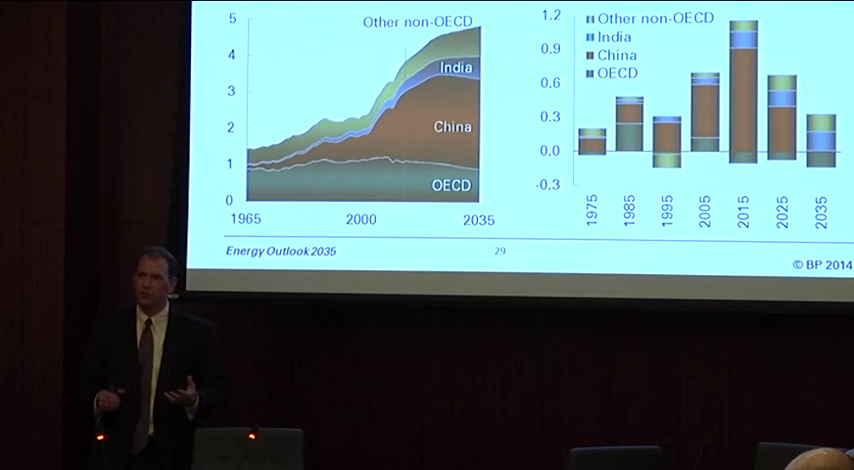 5
4
3
2
1
0
Other non-OECD
India
China
OECD
1965
2000
2035
1.2
0.9
0.6
0.3
0.0
-0.3
Other non-OECD
India
China
OECD
1975
1985
1995
2005
2015
2025
2035
Energy Outlook 2035
29
© BP 2014